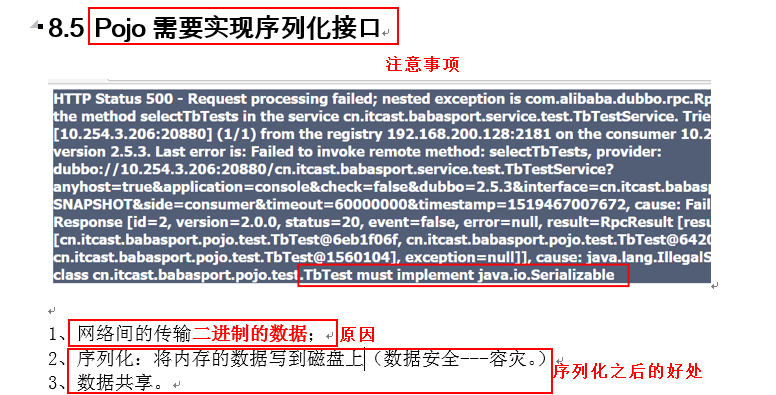 8.5 Pojo 需要实现序列化接口
注意事项
HTTP Status 500 - Request processing failed; nested exception is com.alibaba.dubbo.rpc.Rp
the method selectTbTests in the service cn.itcast.babasport.service.test.TbTestService. Trie
[10.254.3.206:20880] (1/1) from the registry 192.168.200.128:2181 on the consumer 10.2
version 2.5.3. Last error is: Failed to invoke remote method: selectTbTests, provider:
dubbo://10.254.3.206:20880/cn.itcast.babasport.service.test.TbTestService?
anyhost=true&application=console&check=false&dubbo=2.5.3&interface=cn.itcast.babasp
SNAPSHOT&side=consumer&timeout=60000000&timestamp=1519467007672, cause: Fail
Response [id=2, version=2.0.0, status=20, event=false, error=null, result=RpcResult [resu
[cn.itcast.babasport.pojo.test.TbTest@6eb1f06f, cn.itcast.babasport.pojo.test.TbTest@6420
cn.itcast.babasport.pojo.test.TbTest@1560104], exception=null]], cause: java.lang.IllegalS
class cn.itcast.babasport.pojo.test.TbTest must implement java.io.Serializable
1、网络间的传输二进制的数据； 原因
2、序列化：将内存的数据写到磁盘上（数据安全---容灾。）
序列化之后的好处
3、数据共享。